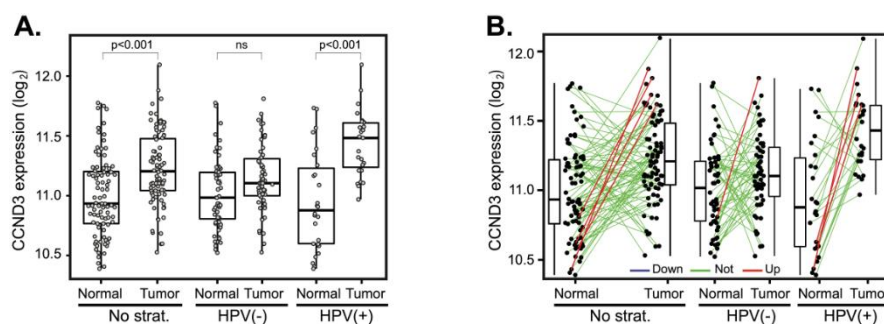 A.
p<0.001
ns
p<0.001
CCND3 expression (log2)
12.0
11.5
11.0
10.5
Normal Tumor Normal Tumor Normal Tumor
No strat. HPV(-) HPV(+)
B.
CCND3 expression (log2)
12.0
11.5
11.0
10.5
Down Not Up
Normal Tumor Normal Tumor Normal Tumor
No strat. HPV(-) HPV(+)